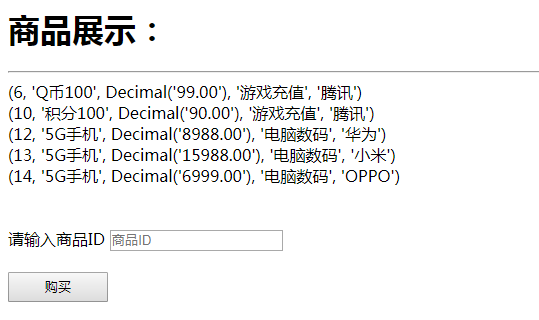 商品展示：
(6, 'Q币100', Decimal('99.00'), '游戏充值', '腾讯')
(10, '积分100', Decimal('90.00'), '游戏充值', '腾讯')
(12, '5G手机', Decimal('8988.00'), '电脑数码', '华为')
(13, '5G手机', Decimal('15988.00'), '电脑数码', '小米')
(14, '5G手机', Decimal('6999.00'), '电脑数码', 'OPPO')
请输入商品ID 商品ID
购买